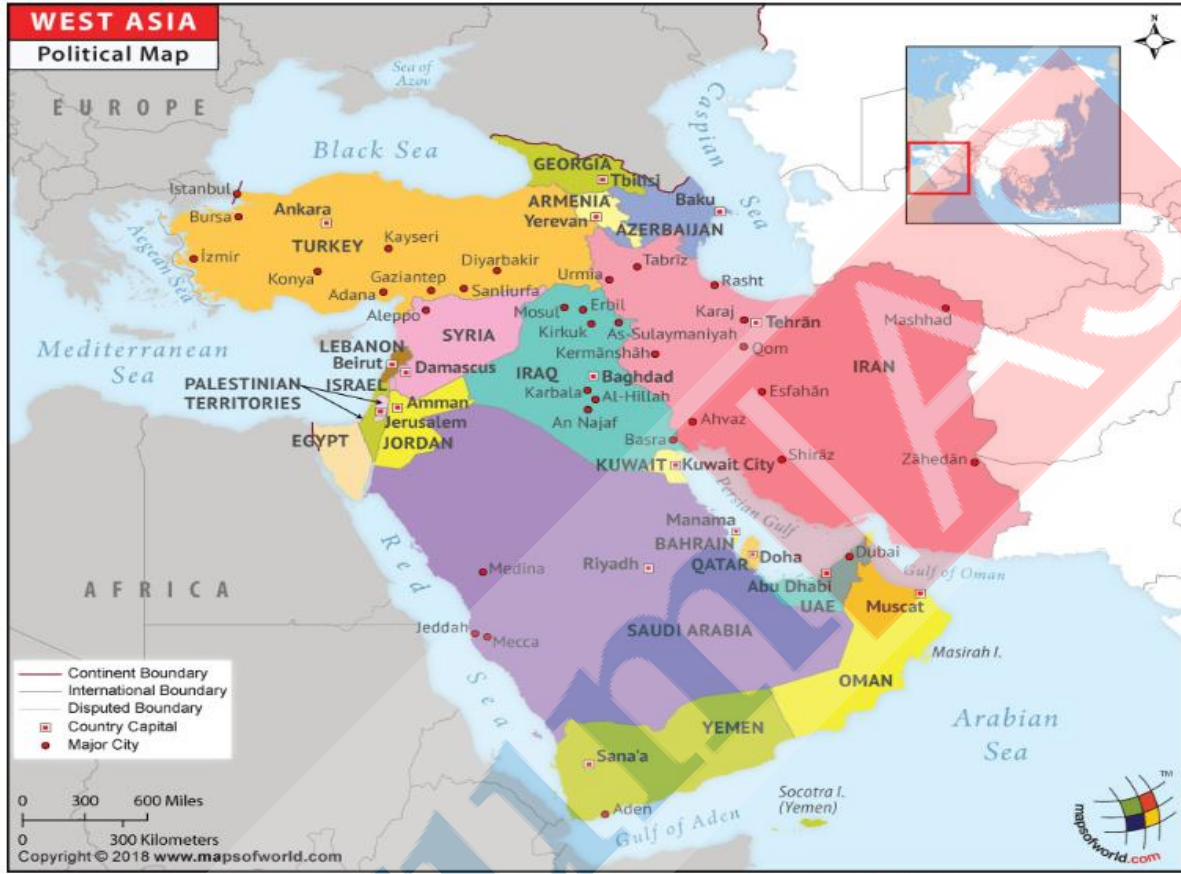 WEST ASIA
Political Map
N
Sea of
Azov
EUROPE
Caspian
Sea
Black Sea
GEORGIA
Tbilisi
Istanbul
ARMENIA
Baku
Bursa
Ankara
Yerevan
AZERBAIJAN
TURKEY
Kayseri
Aegean Sea
İzmir
Diyarbakir
Tabrīz
Konya
Gaziantep
Urmia
Rasht
Adana
Sanliurfa
Aleppo
Mosul
Erbil
Karaj
Tehrān
Mashhad
SYRIA
Kirkuk
As-Sulaymaniyah
Mediterranean
Sea
LEBANON
Kermānshāh
Qom
Beirut
Damascus
IRAQ
IRAN
PALESTINIAN
TERRITORIES
ISRAEL
Baghdad
Karbala
Al-Hillah
Esfahān
Amman
Jerusalem
An Najaf
Ahvaz
EGYPT
JORDAN
Basra
Shirāz
Zāhedān
KUWAIT
Kuwait City
Persian Gulf
Manama
BAHRAIN
Dubai
Doha
QATAR
Gulf of Oman
Medina
Riyadh
Abu Dhabi
UAE
Muscat
AFRICA
Red Sea
Jeddah
Mecca
SAUDI ARABIA
Masirah I.
OMAN
Continent Boundary
International Boundary
Disputed Boundary
Country Capital
Major City
YEMEN
Arabian
Sea
Sana'a
Socotra I.
(Yemen)
Aden
Gulf of Aden
0 300 600 Miles
0 300 Kilometers
Copyright © 2018 www.mapsofworld.com
TM
mapsofworld.com
IAS